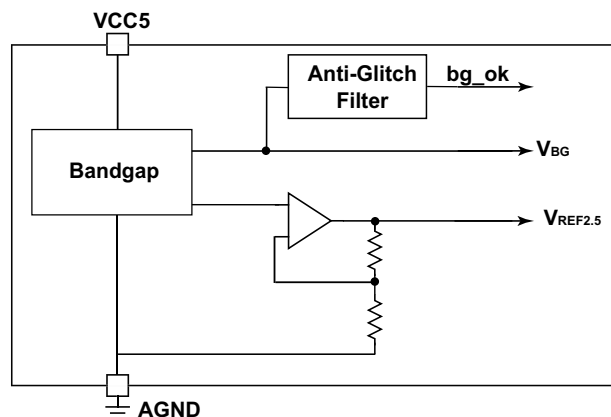 VCC5
Anti-Glitch
Filter
bg_ok
Bandgap
VBG
VREF2.5
AGND